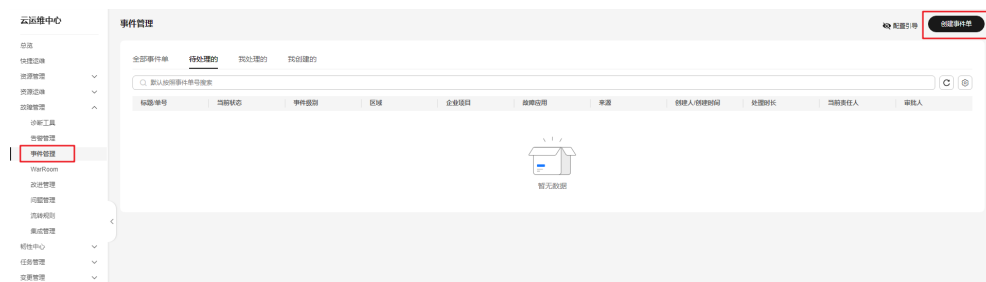 云运维中心
事件管理
配置引导
创建事件单
总览
快捷运维
资源管理
资源运维
故障管理
诊断工具
告警管理
事件管理
WarRoom
改进管理
问题管理
流转规则
集成管理
韧性中心
任务管理
变更管理
全部事件单 待处理的 我处理的 我创建的
默认按照事件单号搜索
标题/单号 当前状态 事件级别 区域 企业项目 故障应用 来源 创建人/创建时间 处理时长 当前责任人 审批人
暂无数据